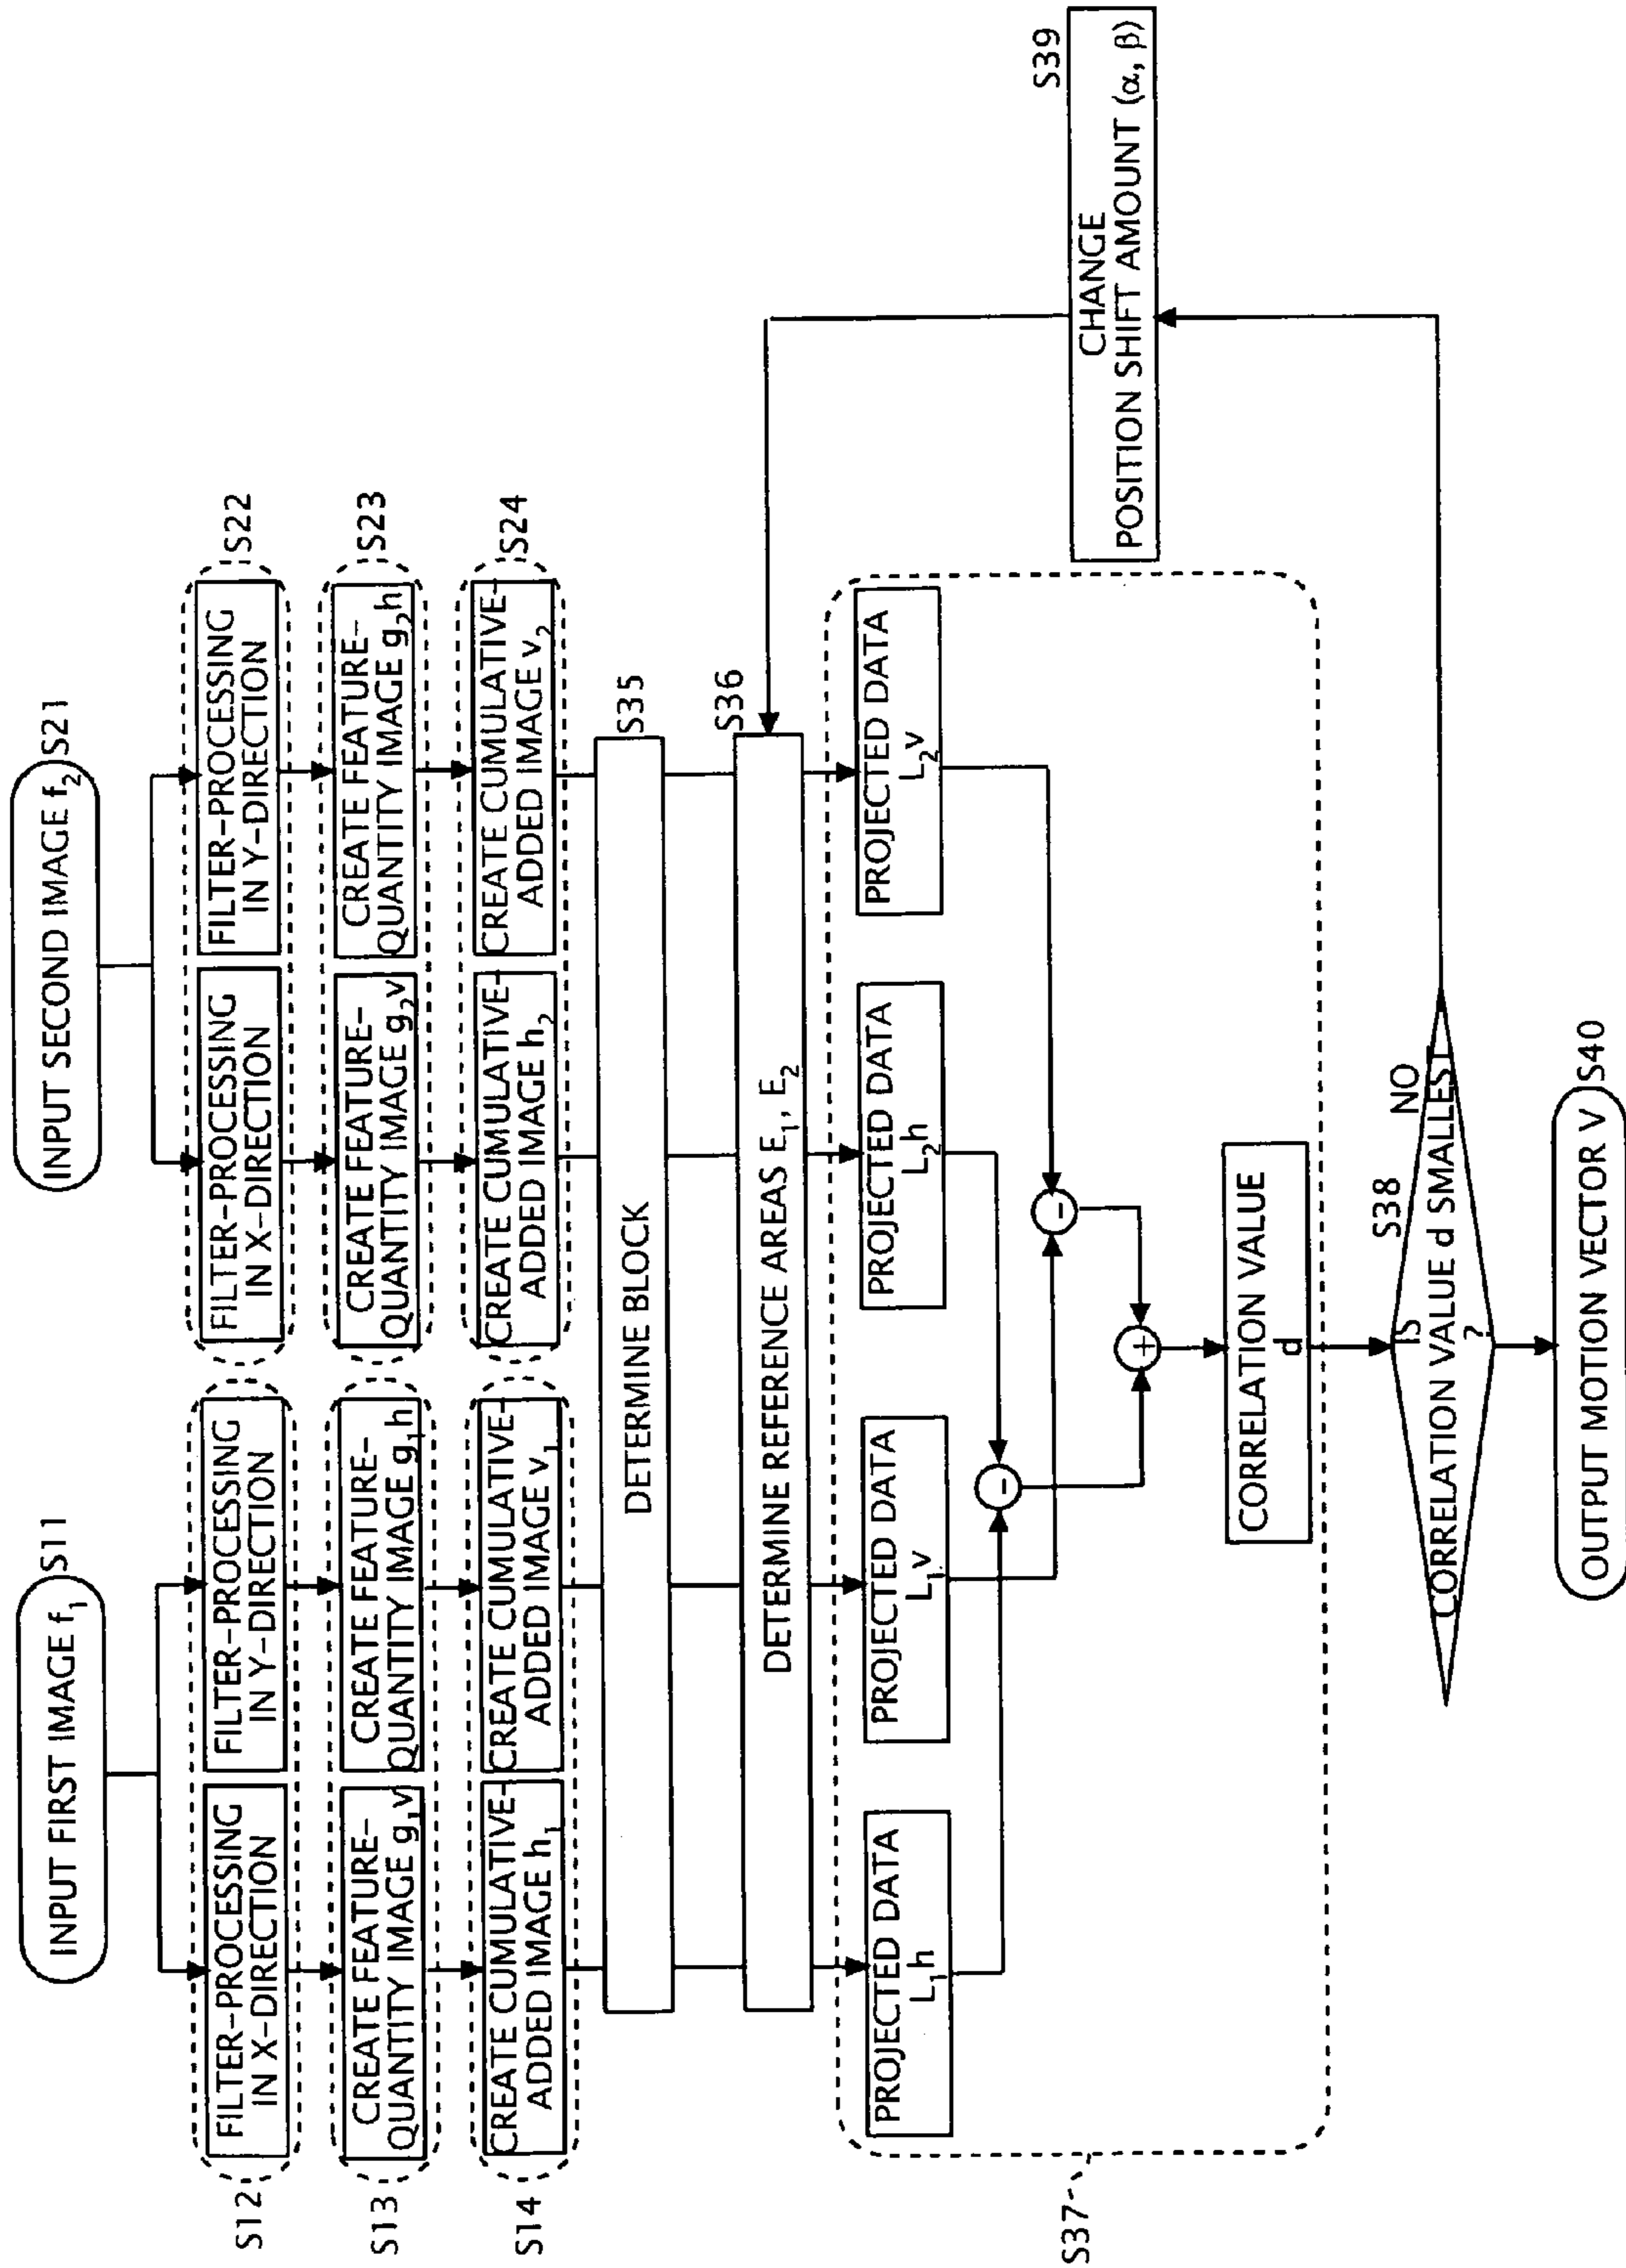 INPUT FIRST IMAGE f₁ S11
INPUT SECOND IMAGE f₂ S21
S12
FILTER-PROCESSING
IN X-DIRECTION
FILTER-PROCESSING
IN Y-DIRECTION
FILTER-PROCESSING
IN X-DIRECTION
FILTER-PROCESSING
IN Y-DIRECTION
S22
S13
CREATE FEATURE-
QUANTITY IMAGE g₁v
CREATE FEATURE-
QUANTITY IMAGE g₁h
CREATE FEATURE-
QUANTITY IMAGE g₂v
CREATE FEATURE-
QUANTITY IMAGE g₂h
S23
S14
CREATE CUMULATIVE-
ADDED IMAGE h₁
CREATE CUMULATIVE-
ADDED IMAGE v₁
CREATE CUMULATIVE-
ADDED IMAGE h₂
CREATE CUMULATIVE-
ADDED IMAGE v₂
S24
DETERMINE BLOCK
S35
DETERMINE REFERENCE AREAS E₁, E₂
S36
PROJECTED DATA
L₁h
PROJECTED DATA
L₁v
PROJECTED DATA
L₂h
PROJECTED DATA
L₂v
-
-
+
S37
CORRELATION VALUE
d
S39
CHANGE
POSITION SHIFT AMOUNT (α, β)
S38
NO
IS
CORRELATION VALUE d SMALLEST
?
OUTPUT MOTION VECTOR V S40